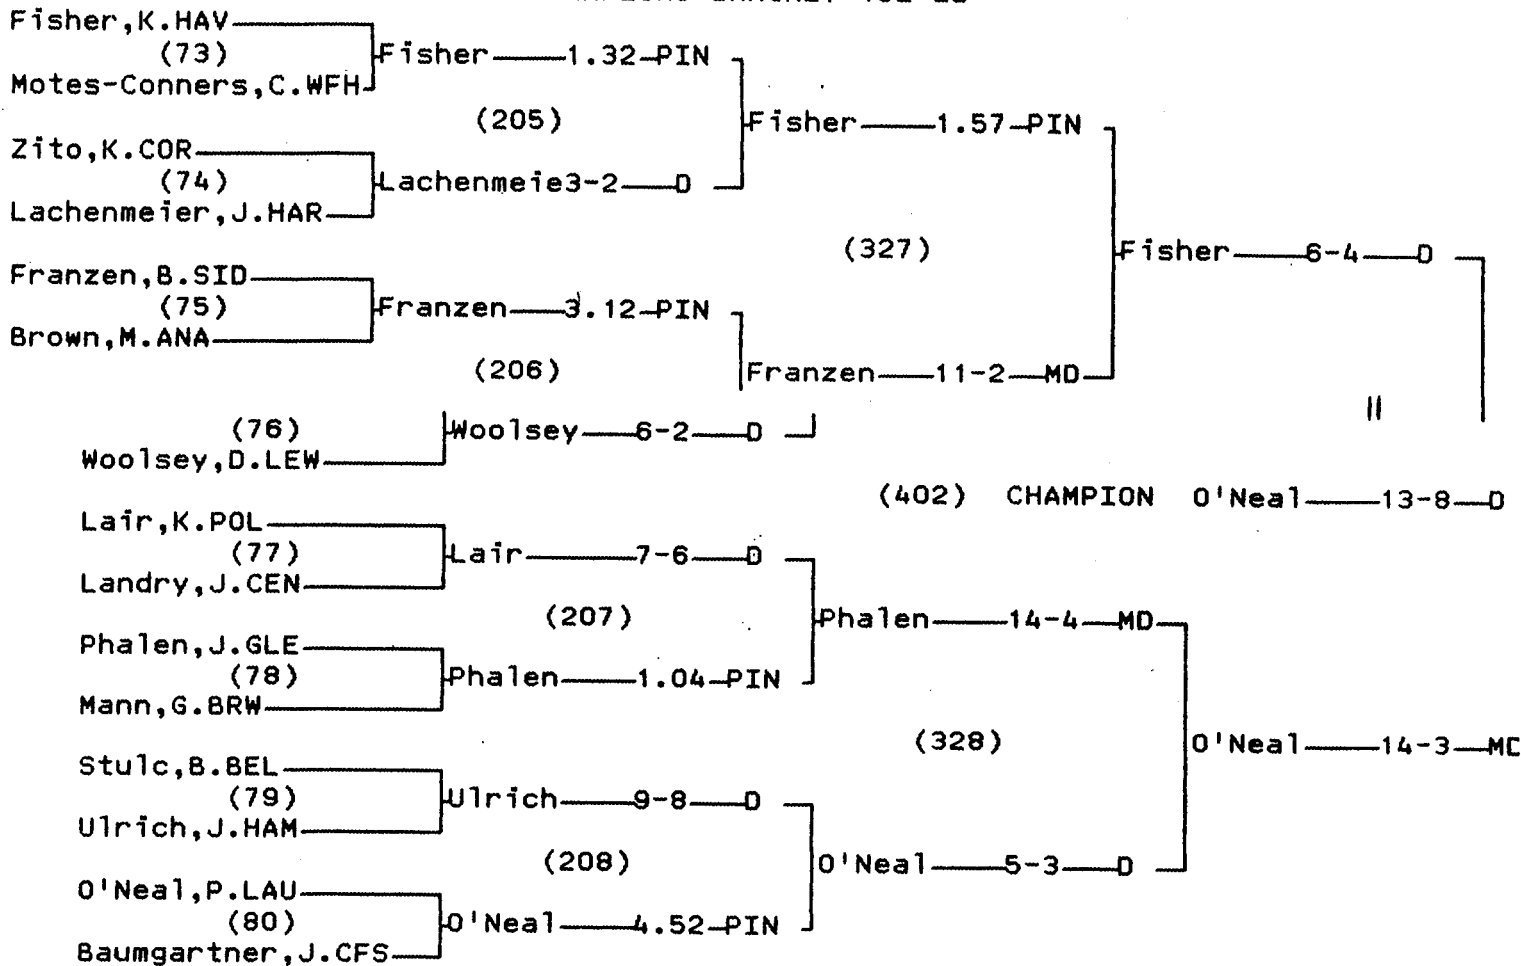 Fisher,K.HAV
(73) Fisher 1.32 PIN
Motes-Conners,C.WFH
(205) Fisher 1.57 PIN
Zito,K.COR
(74) Lachenmeie3-2 D
Lachenmeier,J.HAR
(327) Fisher 6-4 D
Franzen,B.SID
(75) Franzen 3.12 PIN
Brown,M.ANA
(206) Franzen 11-2 MD
(76) Woolsey 6-2 D
Woolsey,D.LEW
(402) CHAMPION O'Neal 13-8 D
Lair,K.POL
(77) Lair 7-6 D
Landry,J.CEN
(207) Phalen 14-4 MD
Phalen,J.GLE
(78) Phalen 1.04 PIN
Mann,G.BRW
(328) O'Neal 14-3 MD
Stulc,B.BEL
(79) Ulrich 9-8 D
Ulrich,J.HAM
(208) O'Neal 5-3 D
O'Neal,P.LAU
(80) O'Neal 4.52 PIN
Baumgartner,J.CFS